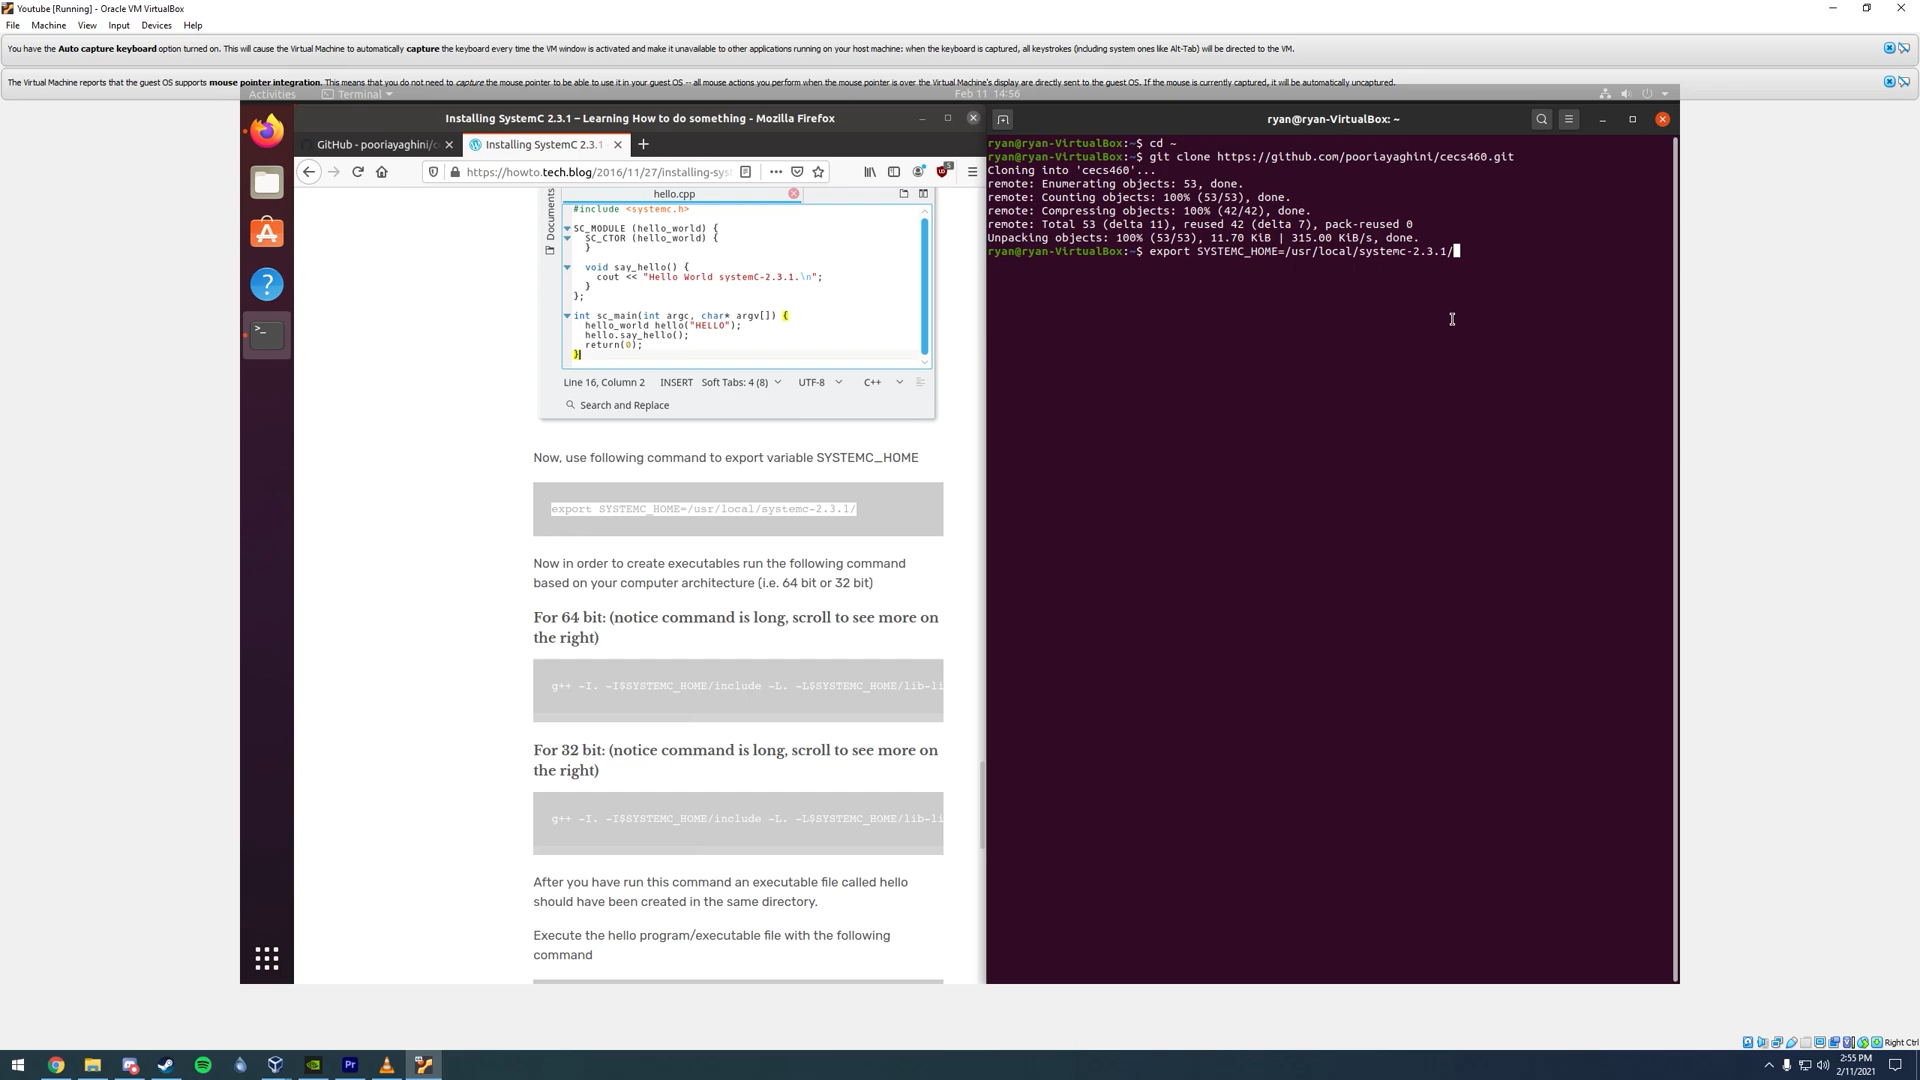 Youtube [Running] - Oracle VM VirtualBox
File Machine View Input Devices Help
You have the Auto capture keyboard option turned on. This will cause the Virtual Machine to automatically capture the keyboard every time the VM window is activated and make it unavailable to other applications running on your host machine: when the keyboard is captured, all keystrokes (including system ones like Alt-Tab) will be directed to the VM.
The Virtual Machine reports that the guest OS supports mouse pointer integration. This means that you do not need to capture the mouse pointer to be able to use it in your guest OS -- all mouse actions you perform when the mouse pointer is over the Virtual Machine's display are directly sent to the guest OS. If the mouse is currently captured, it will be automatically uncaptured.
Activities Terminal Feb 11 14:56
Installing SystemC 2.3.1 – Learning How to do something - Mozilla Firefox
GitHub - pooriayaghini/c Installing SystemC 2.3.1
https://howto.tech.blog/2016/11/27/installing-sys
5
Documents
hello.cpp
#include <systemc.h>
SC_MODULE (hello_world) {
SC_CTOR (hello_world) {
}
void say_hello() {
cout << "Hello World systemC-2.3.1.\n";
}
};
int sc_main(int argc, char* argv[]) {
hello_world hello("HELLO");
hello.say_hello();
return(0);
}
Line 16, Column 2 INSERT Soft Tabs: 4 (8) UTF-8 C++
Search and Replace
Now, use following command to export variable SYSTEMC_HOME
export SYSTEMC_HOME=/usr/local/systemc-2.3.1/
Now in order to create executables run the following command
based on your computer architecture (i.e. 64 bit or 32 bit)
For 64 bit: (notice command is long, scroll to see more on
the right)
g++ -I. -I$SYSTEMC_HOME/include -L. -L$SYSTEMC_HOME/lib-li
For 32 bit: (notice command is long, scroll to see more on
the right)
g++ -I. -I$SYSTEMC_HOME/include -L. -L$SYSTEMC_HOME/lib-li
After you have run this command an executable file called hello
should have been created in the same directory.
Execute the hello program/executable file with the following
command
ryan@ryan-VirtualBox: ~
ryan@ryan-VirtualBox:~$ cd ~
ryan@ryan-VirtualBox:~$ git clone https://github.com/pooriayaghini/cecs460.git
Cloning into 'cecs460'...
remote: Enumerating objects: 53, done.
remote: Counting objects: 100% (53/53), done.
remote: Compressing objects: 100% (42/42), done.
remote: Total 53 (delta 11), reused 42 (delta 7), pack-reused 0
Unpacking objects: 100% (53/53), 11.70 KiB | 315.00 KiB/s, done.
ryan@ryan-VirtualBox:~$ export SYSTEMC_HOME=/usr/local/systemc-2.3.1/
Right Ctrl
Pr
2:55 PM
2/11/2021